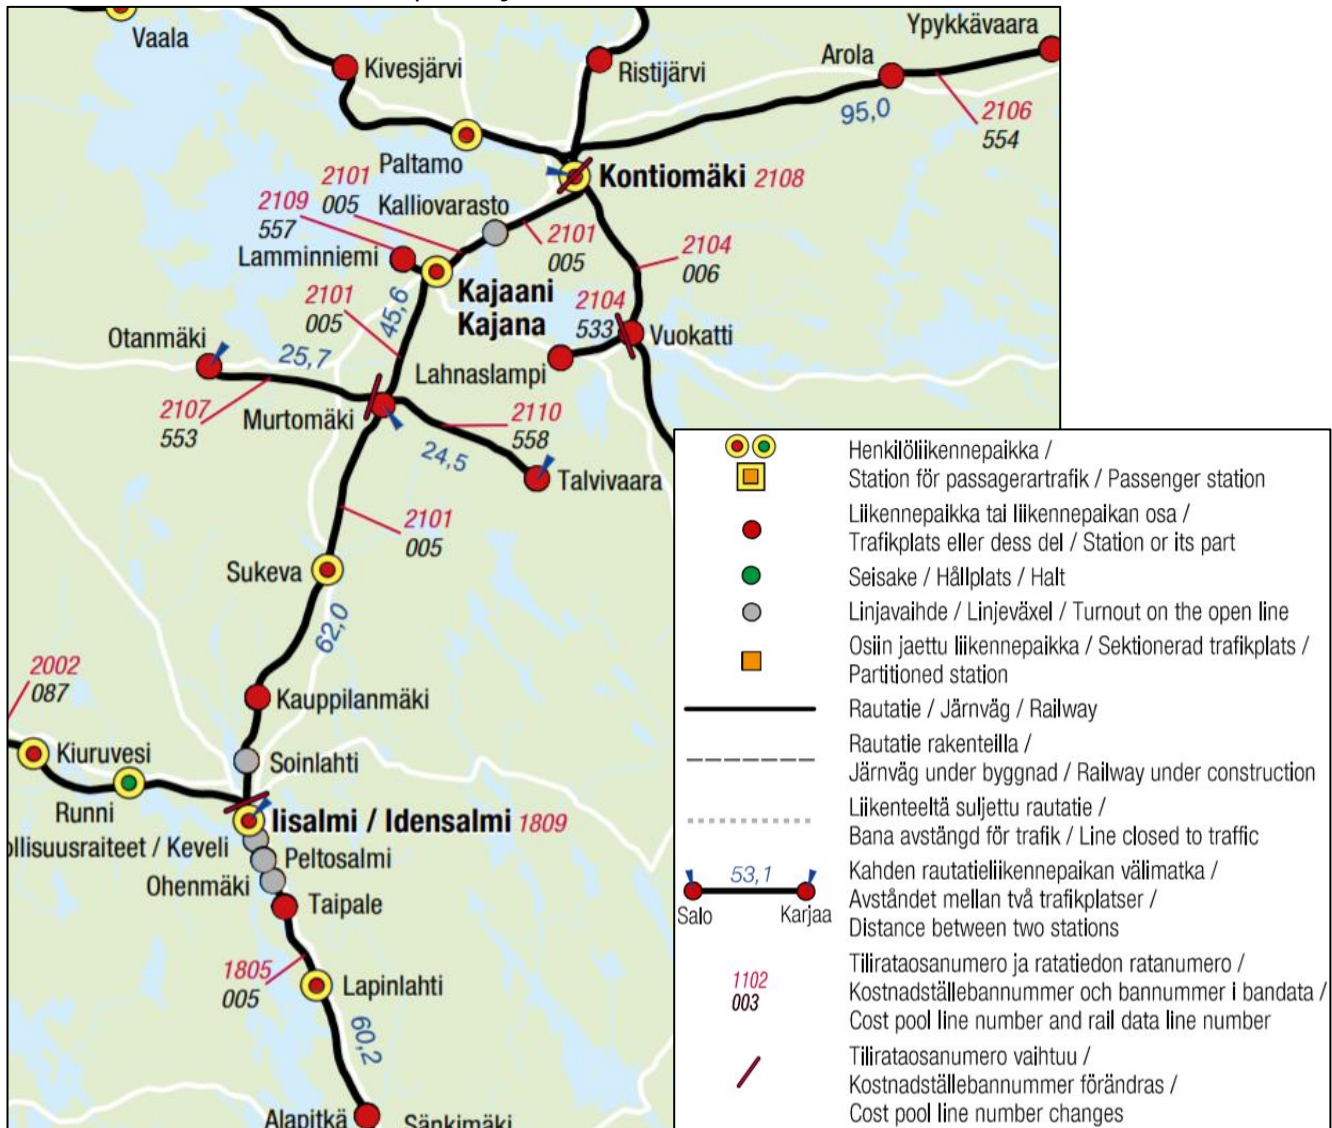 Vaala
Kivesjärvi
Ristijärvi
Arola
Ypykkävaara
95,0
2106
554
Paltamo
Kontiomäki 2108
2101
005
Kalliovarasto
2109
557
Lamminniemi
2101
005
2104
006
Kajaani
Kajana
2101
005
45,6
2104
533
Vuokatti
Otanmäki
25,7
Lahnaslampi
2107
553
Murtomäki
2110
558
24,5
Talvivaara
2101
005
Sukeva
62,0
2002
087
Kauppilanmäki
Kiuruvesi
Soinlahti
Runni
Iisalmi / Idensalmi 1809
ollisuusraiteet / Keveli
Peltosalmi
Ohenmäki
Taipale
1805
005
Lapinlahti
60,2
Alapitkä
Sänkimäki
Henkilöliikennepaikka /
Station för passagerartrafik / Passenger station
Liikennepaikka tai liikennepaikan osa /
Trafikplats eller dess del / Station or its part
Seisake / Hållplats / Halt
Linjavaihde / Linjeväxel / Turnout on the open line
Osiin jaettu liikennepaikka / Sektionerad trafikplats /
Partitioned station
Rautatie / Järnväg / Railway
Rautatie rakenteilla /
Järnväg under byggnad / Railway under construction
Liikenteeltä suljettu rautatie /
Bana avstängd för trafik / Line closed to traffic
53,1
Salo
Karjaa
Kahden rautatieliikennepaikan välimatka /
Avståndet mellan två trafikplatser /
Distance between two stations
1102
003
Tilirataosanumero ja ratatiedon ratanumero /
Kostnadställebannummer och bannummer i bandata /
Cost pool line number and rail data line number
Tilirataosanumero vaihtuu /
Kostnadställebannummer förändras /
Cost pool line number changes